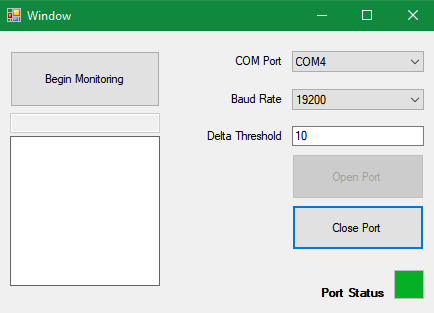 Window
Begin Monitoring
COM Port
COM4
Baud Rate
19200
Delta Threshold
10
Open Port
Close Port
Port Status